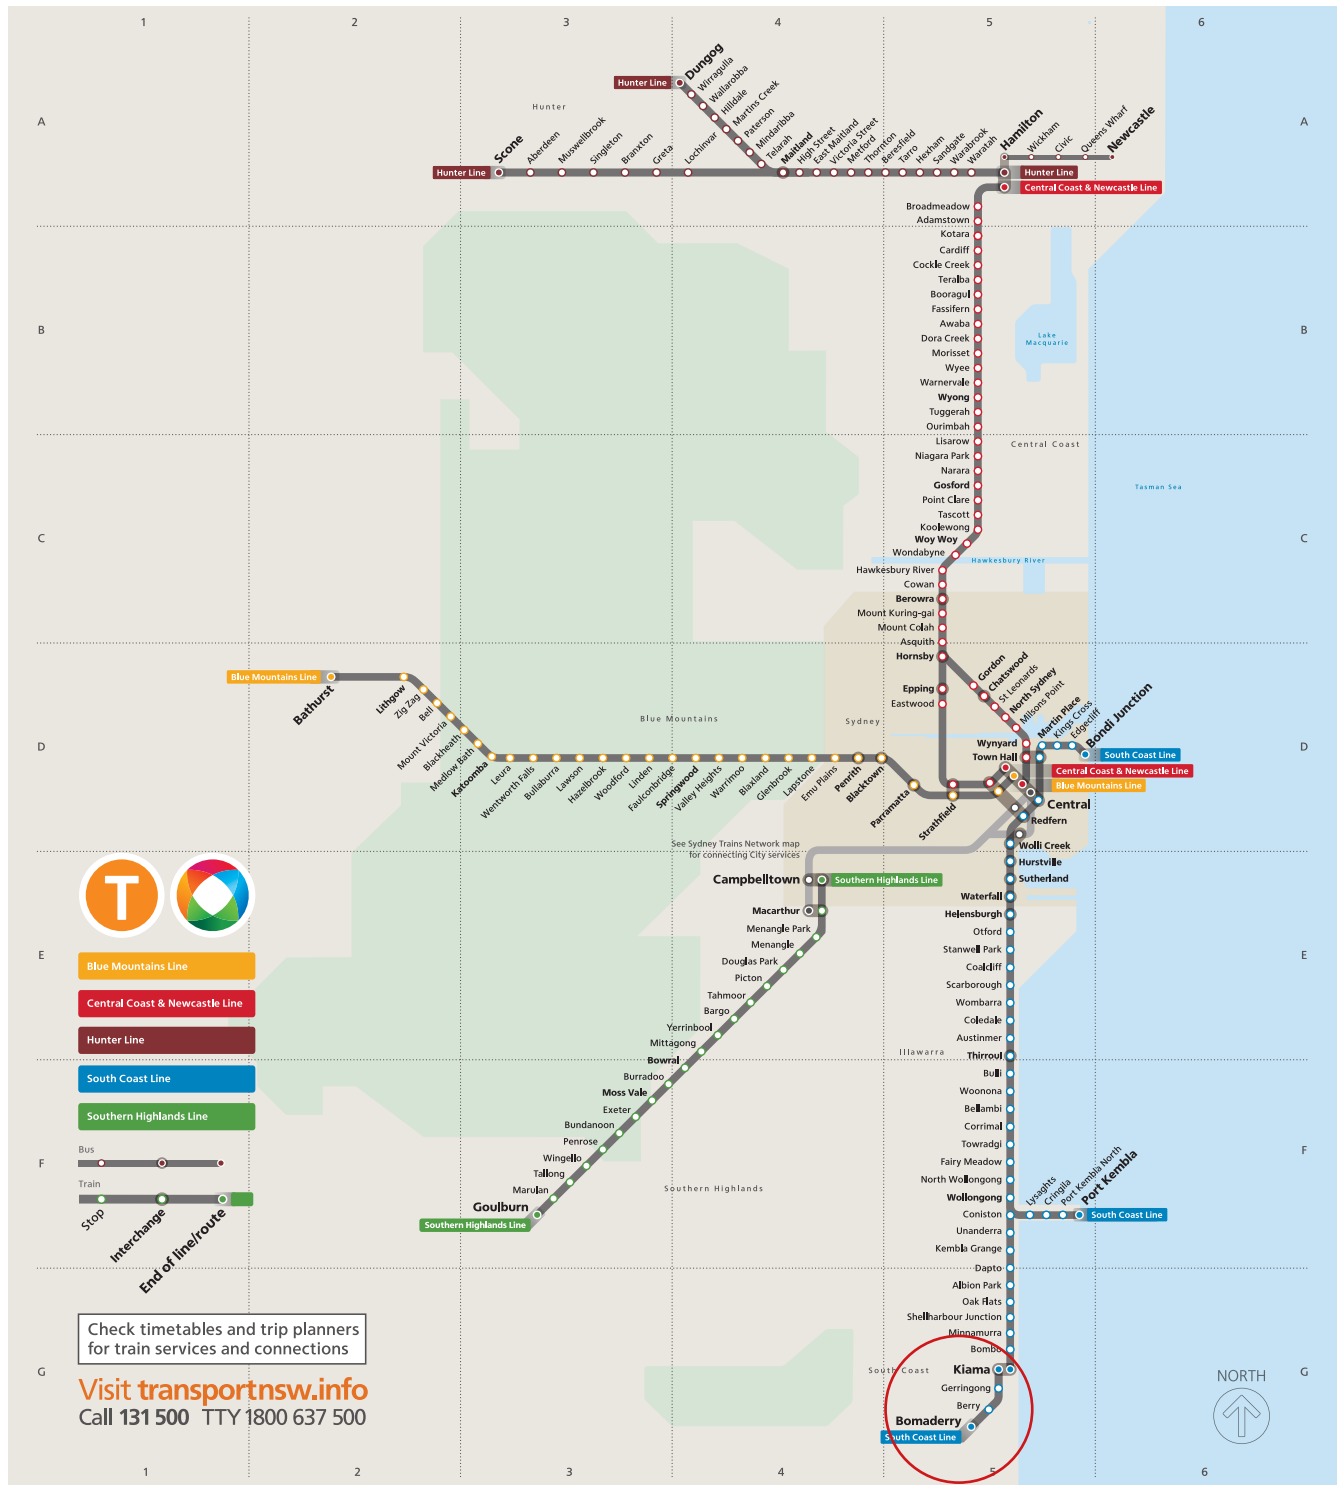 1 2 3 4 5 6
A
A
Hunter
Hunter Line
Dungog
Wirragulla
Wallarobba
Hilldale
Martins Creek
Paterson
Mindaribba
Telarah
Hunter Line
Scone
Aberdeen
Muswellbrook
Singleton
Branxton
Greta
Lochinvar
Maitland
High Street
East Maitland
Victoria Street
Metford
Thornton
Beresfield
Tarro
Hexham
Sandgate
Warabrook
Waratah
Hamilton
Wickham
Civic
Queens Wharf
Newcastle
Hunter Line
Central Coast & Newcastle Line
Broadmeadow
Adamstown
Kotara
Cardiff
Cockle Creek
Teralba
Booragul
Fassifern
Awaba
Dora Creek
Morisset
Wyee
Warnervale
Wyong
Tuggerah
Ourimbah
B
B
Lake
Macquarie
Lisarow
Niagara Park
Narara
Gosford
Point Clare
Tascott
Koolewong
Woy Woy
Wondabyne
Hawkesbury River
Cowan
Berowra
Mount Kuring-gai
Mount Colah
Asquith
Hornsby
Central Coast
Tasman Sea
C
C
Hawkesbury River
Epping
Eastwood
Gordon
Chatswood
St Leonards
North Sydney
Milsons Point
Wynyard
Town Hall
Martin Place
Kings Cross
Edgecliff
Bondi Junction
South Coast Line
Central Coast & Newcastle Line
Blue Mountains Line
Central
Redfern
D
D
Blue Mountains
Sydney
Blue Mountains Line
Bathurst
Lithgow
Zig Zag
Bell
Mount Victoria
Blackheath
Medlow Bath
Katoomba
Leura
Wentworth Falls
Bullaburra
Lawson
Hazelbrook
Woodford
Linden
Faulconbridge
Springwood
Valley Heights
Warrimoo
Blaxland
Glenbrook
Lapstone
Emu Plains
Penrith
Blacktown
Parramatta
Strathfield
See Sydney Trains Network map
for connecting City services
Wolli Creek
Hurstville
Sutherland
Waterfall
Helensburgh
Otford
Stanwell Park
Coalcliff
Scarborough
Wombarra
Coledale
Austinmer
Thirroul
Bulli
Woonona
Bellambi
Corrimal
Towradgi
Fairy Meadow
North Wollongong
Wollongong
Coniston
Lysaghts
Cringila
Port Kembla North
Port Kembla
South Coast Line
Unanderra
Kembla Grange
Dapto
Albion Park
Oak Flats
Shellharbour Junction
Minnamurra
Bombo
Kiama
Gerringong
Berry
Bomaderry
South Coast Line
E
E
Illawarra
Campbelltown
Southern Highlands Line
Macarthur
Menangle Park
Menangle
Douglas Park
Picton
Tahmoor
Bargo
Yerrinbool
Mittagong
Bowral
Burradoo
Moss Vale
Exeter
Bundanoon
Penrose
Wingello
Tallong
Marulan
Goulburn
Southern Highlands Line
Southern Highlands
F
F
South Coast
G
G
T
Blue Mountains Line
Central Coast & Newcastle Line
Hunter Line
South Coast Line
Southern Highlands Line
Bus
Train
Stop
Interchange
End of line/route
Check timetables and trip planners
for train services and connections
Visit transportnsw.info
Call 131 500 TTY 1800 637 500
NORTH
1 2 3 4 5 6